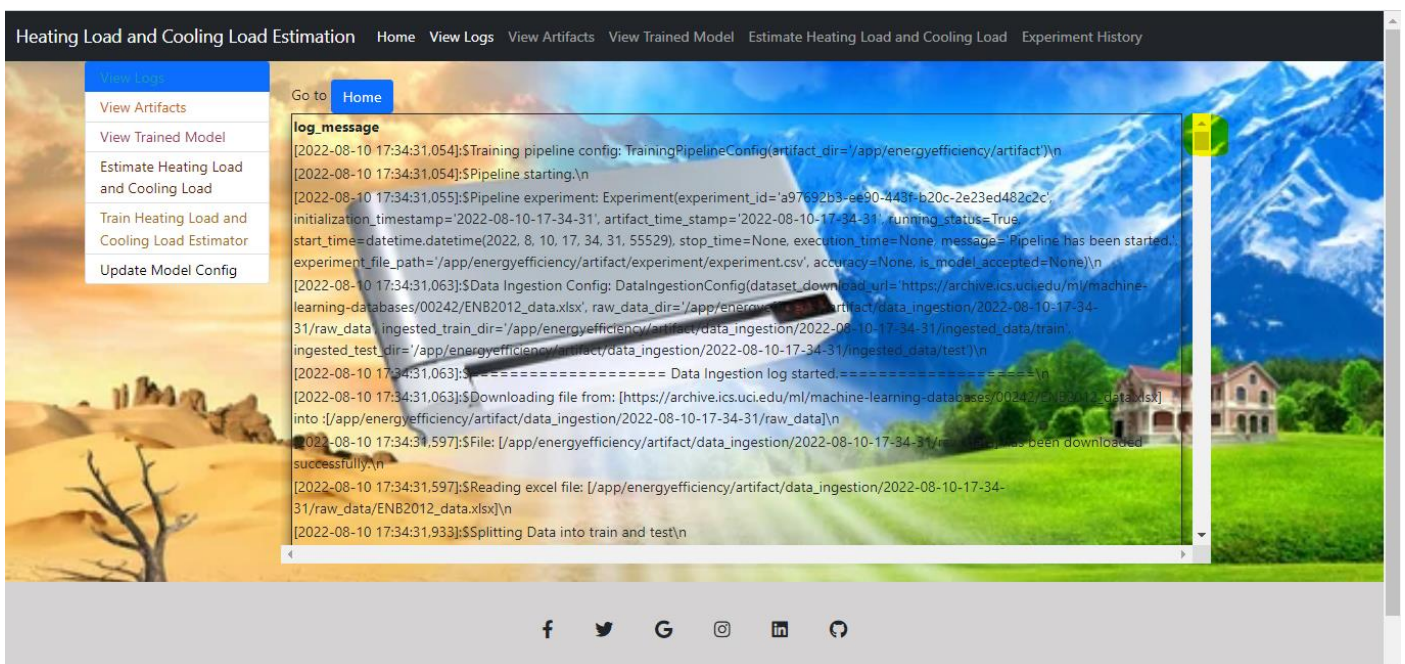 Heating Load and Cooling Load Estimation Home View Logs View Artifacts View Trained Model Estimate Heating Load and Cooling Load Experiment History
View Logs
View Artifacts
View Trained Model
Estimate Heating Load
and Cooling Load
Train Heating Load and
Cooling Load Estimator
Update Model Config
Go to Home
log_message
[2022-08-10 17:34:31,054]:$Training pipeline config: TrainingPipelineConfig(artifact_dir='/app/energyefficiency/artifact')\n
[2022-08-10 17:34:31,054]:$Pipeline starting.\n
[2022-08-10 17:34:31,055]:$Pipeline experiment: Experiment(experiment_id='a97692b3-ee90-443f-b20c-2e23ed482c2c',
initialization_timestamp='2022-08-10-17-34-31', artifact_time_stamp='2022-08-10-17-34-31', running_status=True,
start_time=datetime.datetime(2022, 8, 10, 17, 34, 31, 55529), stop_time=None, execution_time=None, message='Pipeline has been started.',
experiment_file_path='/app/energyefficiency/artifact/experiment/experiment.csv', accuracy=None, is_model_accepted=None)\n
[2022-08-10 17:34:31,063]:$Data Ingestion Config: DataIngestionConfig(dataset_download_url='https://archive.ics.uci.edu/ml/machine-
learning-databases/00242/ENB2012_data.xlsx', raw_data_dir='/app/energyefficiency/artifact/data_ingestion/2022-08-10-17-34-
31/raw_data', ingested_train_dir='/app/energyefficiency/artifact/data_ingestion/2022-08-10-17-34-31/ingested_data/train',
ingested_test_dir='/app/energyefficiency/artifact/data_ingestion/2022-08-10-17-34-31/ingested_data/test')\n
[2022-08-10 17:34:31,063]:$==================== Data Ingestion log started.====================\n
[2022-08-10 17:34:31,063]:$Downloading file from: [https://archive.ics.uci.edu/ml/machine-learning-databases/00242/ENB2012_data.xlsx]
into :[/app/energyefficiency/artifact/data_ingestion/2022-08-10-17-34-31/raw_data]\n
[2022-08-10 17:34:31,597]:$File: [/app/energyefficiency/artifact/data_ingestion/2022-08-10-17-34-31/ has been downloaded
successfully.\n
[2022-08-10 17:34:31,597]:$Reading excel file: [/app/energyefficiency/artifact/data_ingestion/2022-08-10-17-34-
31/raw_data/ENB2012_data.xlsx]\n
[2022-08-10 17:34:31,933]:$Splitting Data into train and test\n